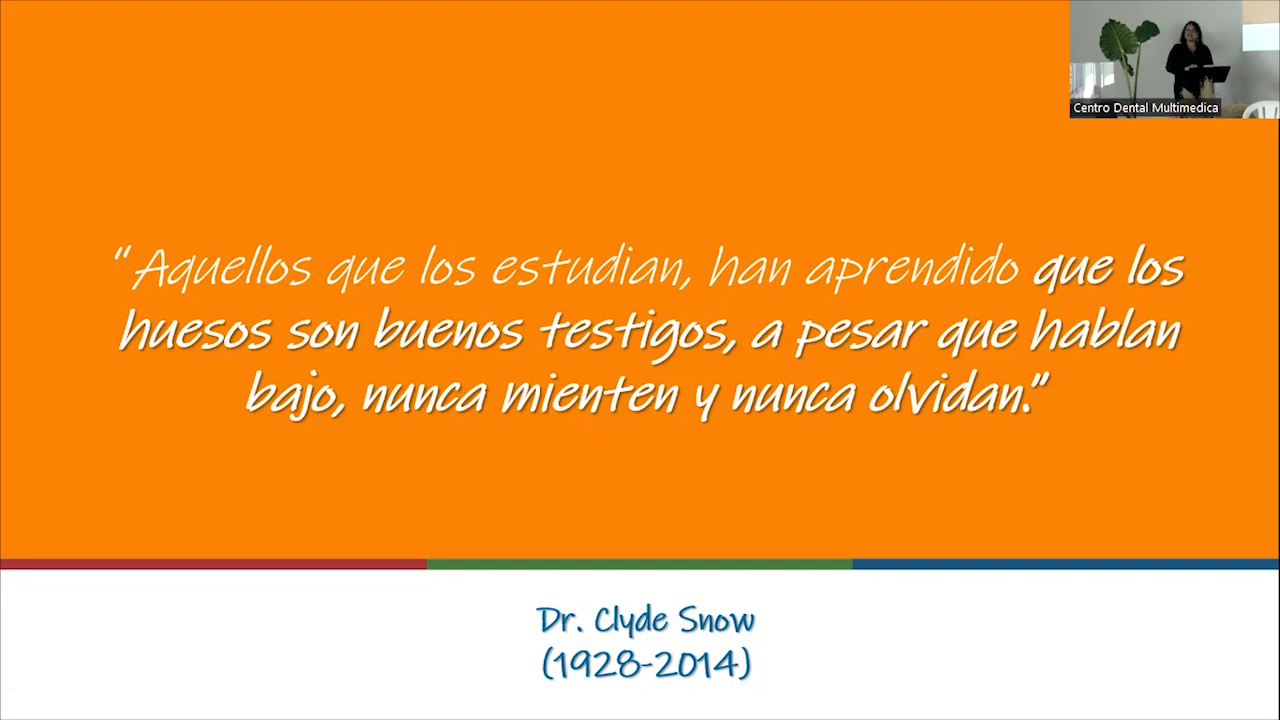 Centro Dental Multimedica
“Aquellos que los estudian, han aprendido que los
huesos son buenos testigos, a pesar que hablan
bajo, nunca mienten y nunca olvidan.”
Dr. Clyde Snow
(1928-2014)